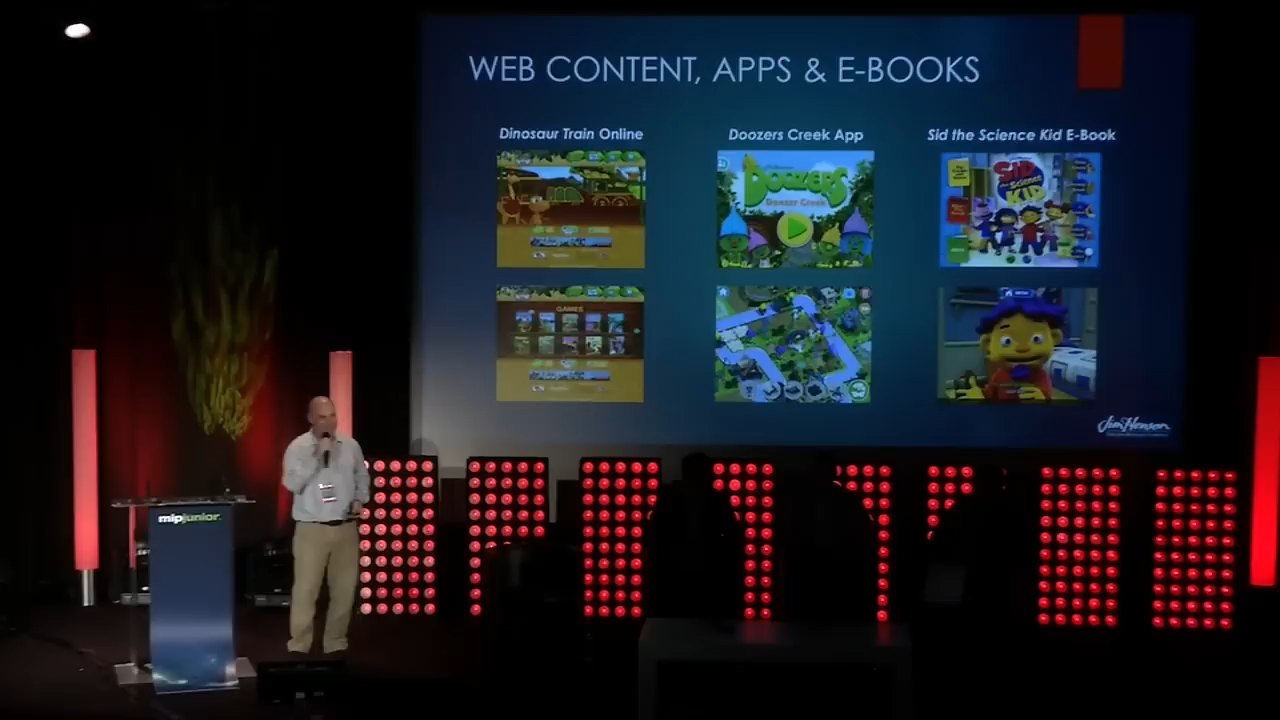 WEB CONTENT, APPS & E-BOOKS
Dinosaur Train Online
Doozers Creek App
Sid the Science Kid E-Book
DOOZERS
Doozer Creek
SID
the Science
KID
GAMES
Jim Henson
mipjunior.